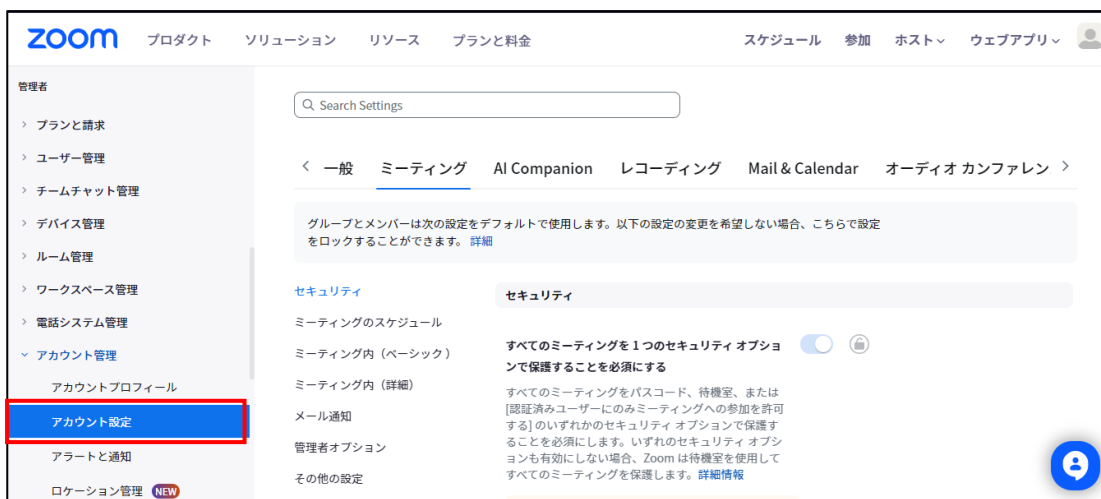 zoom プロダクト ソリューション リソース プランと料金 スケジュール 参加 ホスト ウェブアプリ
管理者
プランと請求
ユーザー管理
チームチャット管理
デバイス管理
ルーム管理
ワークスペース管理
電話システム管理
アカウント管理
アカウントプロフィール
アカウント設定
アラートと通知
ロケーション管理 NEW
Search Settings
一般 ミーティング AI Companion レコーディング Mail & Calendar オーディオ カンファレン
グループとメンバーは次の設定をデフォルトで使用します。以下の設定の変更を希望しない場合、こちらで設定
をロックすることができます。 詳細
セキュリティ
ミーティングのスケジュール
ミーティング内（ベーシック）
ミーティング内（詳細）
メール通知
管理者オプション
その他の設定
セキュリティ
すべてのミーティングを 1 つのセキュリティ オプショ
ンで保護することを必須にする
すべてのミーティングをパスコード、待機室、または
[認証済みユーザーにのみミーティングへの参加を許可
する] のいずれかのセキュリティ オプションで保護す
ることを必須にします。いずれのセキュリティ オプシ
ョンも有効にしない場合、Zoom は待機室を使用して
すべてのミーティングを保護します。詳細情報